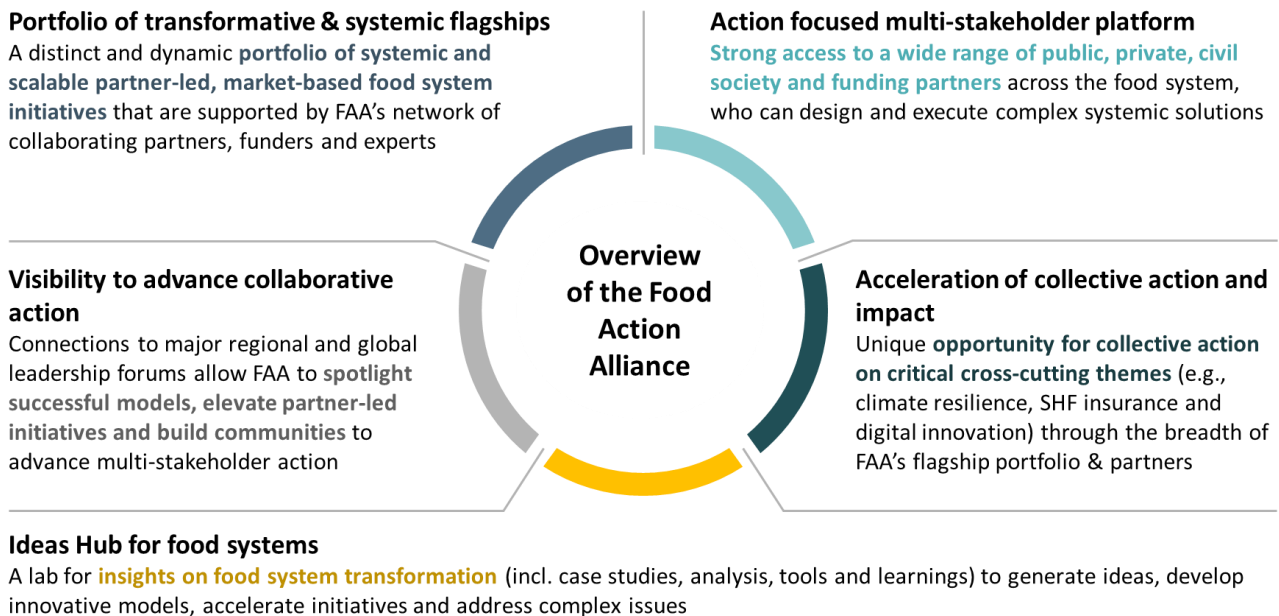 Portfolio of transformative & systemic flagships
A distinct and dynamic portfolio of systemic and
scalable partner-led, market-based food system
initiatives that are supported by FAA's network of
collaborating partners, funders and experts
Action focused multi-stakeholder platform
Strong access to a wide range of public, private, civil
society and funding partners across the food system,
who can design and execute complex systemic solutions
Overview
of the Food
Action
Alliance
Visibility to advance collaborative
action
Connections to major regional and global
leadership forums allow FAA to spotlight
successful models, elevate partner-led
initiatives and build communities to
advance multi-stakeholder action
Acceleration of collective action and
impact
Unique opportunity for collective action
on critical cross-cutting themes (e.g.,
climate resilience, SHF insurance and
digital innovation) through the breadth of
FAA's flagship portfolio & partners
Ideas Hub for food systems
A lab for insights on food system transformation (incl. case studies, analysis, tools and learnings) to generate ideas, develop
innovative models, accelerate initiatives and address complex issues